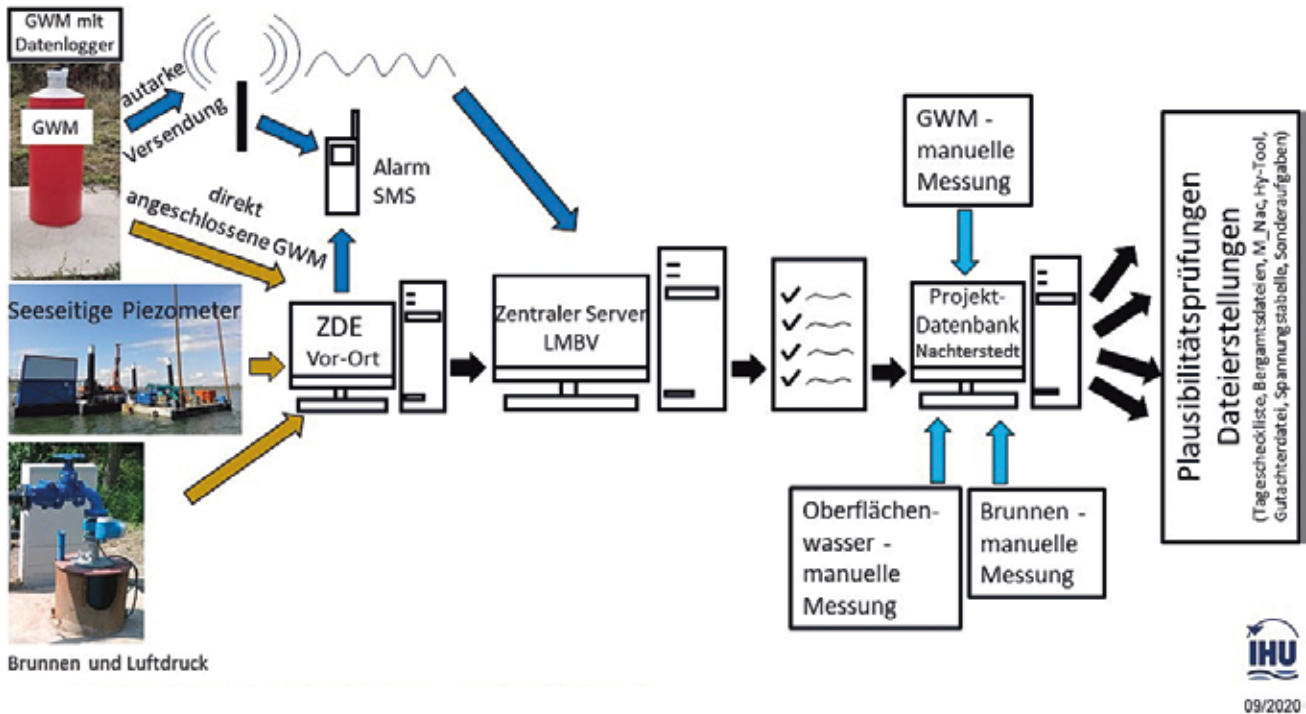 GWM mit
Datenlogger
GWM
autarke
Versendung
Alarm
SMS
direkt
angeschlossene GWM
Seeseitige Piezometer
ZDE
Vor-Ort
Zentraler Server
LMBV
GWM -
manuelle
Messung
Projekt-
Datenbank
Nachterstedt
Oberflächen-
wasser -
manuelle
Messung
Brunnen -
manuelle
Messung
Plausibilitätsprüfungen
Dateierstellungen
(Tagescheckliste, Bergamtsdateien, M_Nac, Hy-Tool,
Gutachterdatei, Spannungstabelle, Sonderaufgaben)
Brunnen und Luftdruck
IHU
09/2020